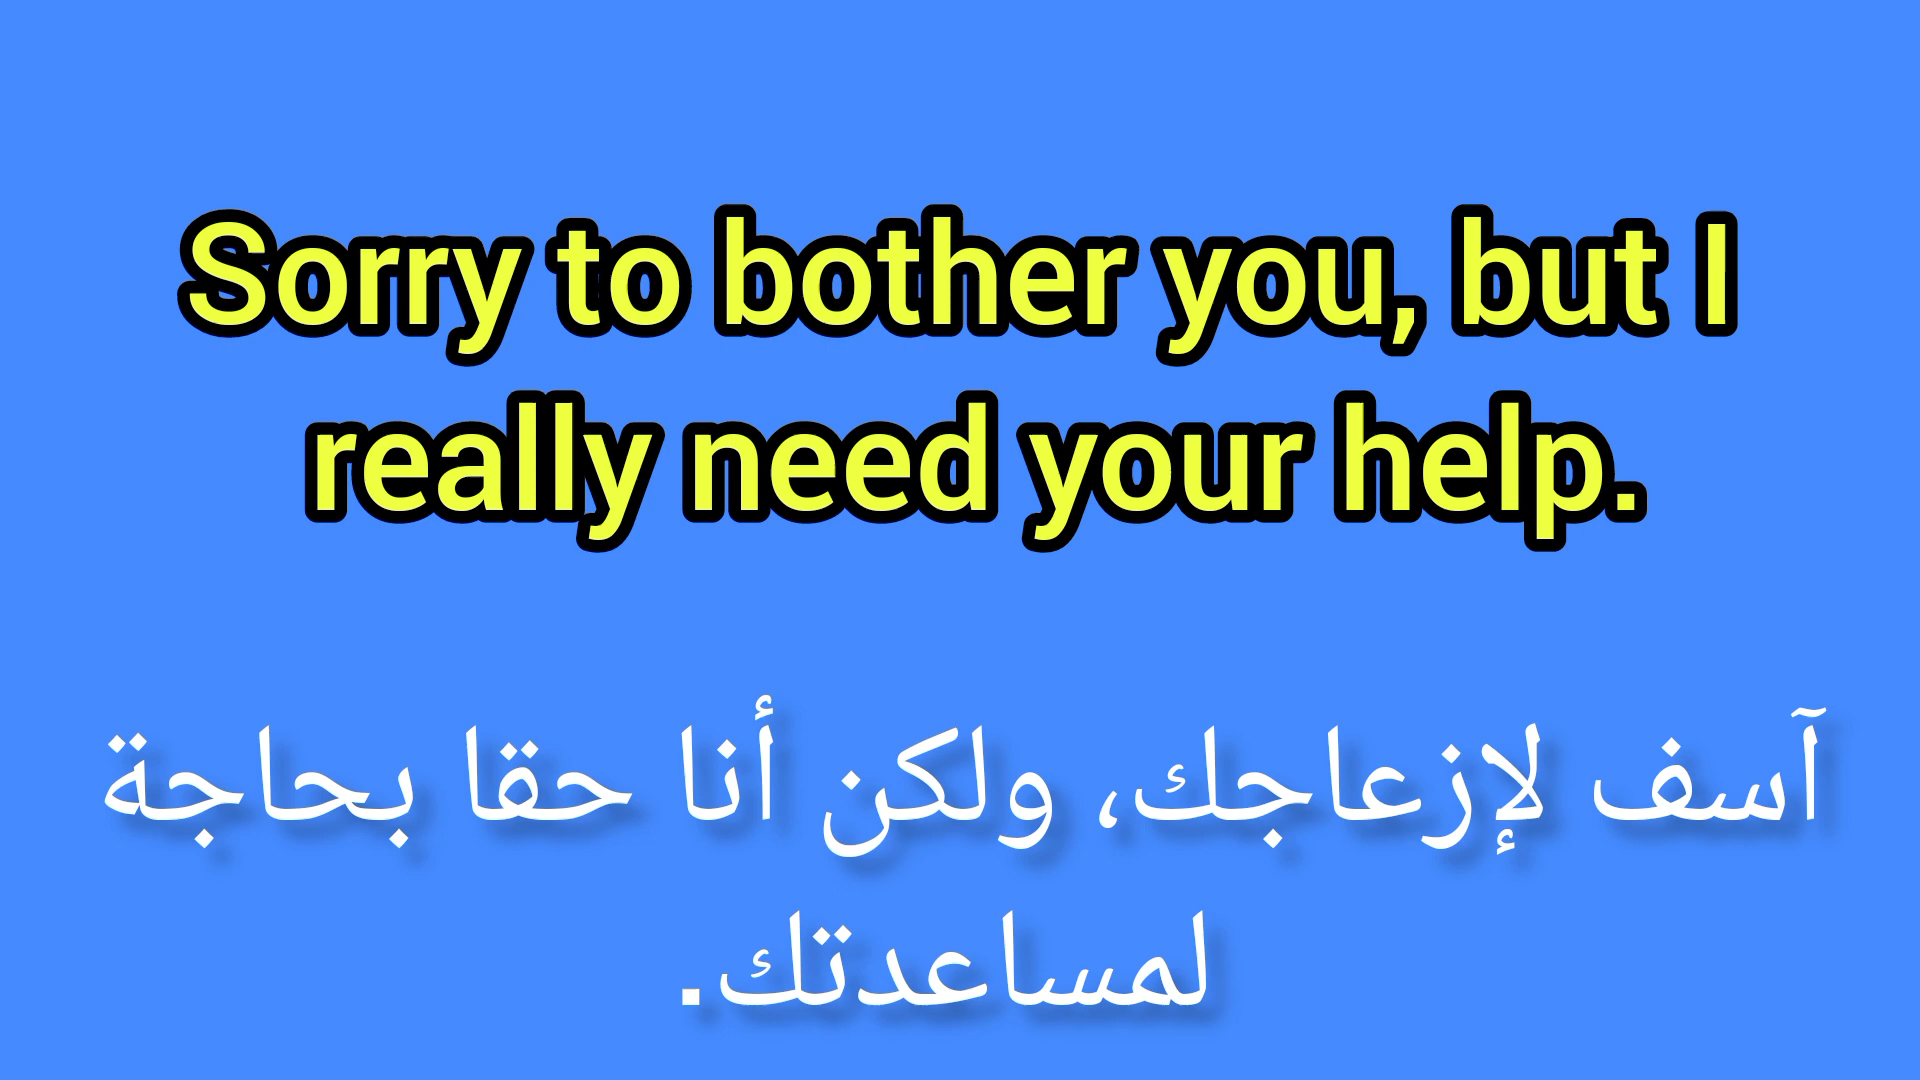 Sorry to bother you, but I
really need your help.
آسف لإزعاجك، ولكن أنا حقا بحاجة
لمساعدتك.